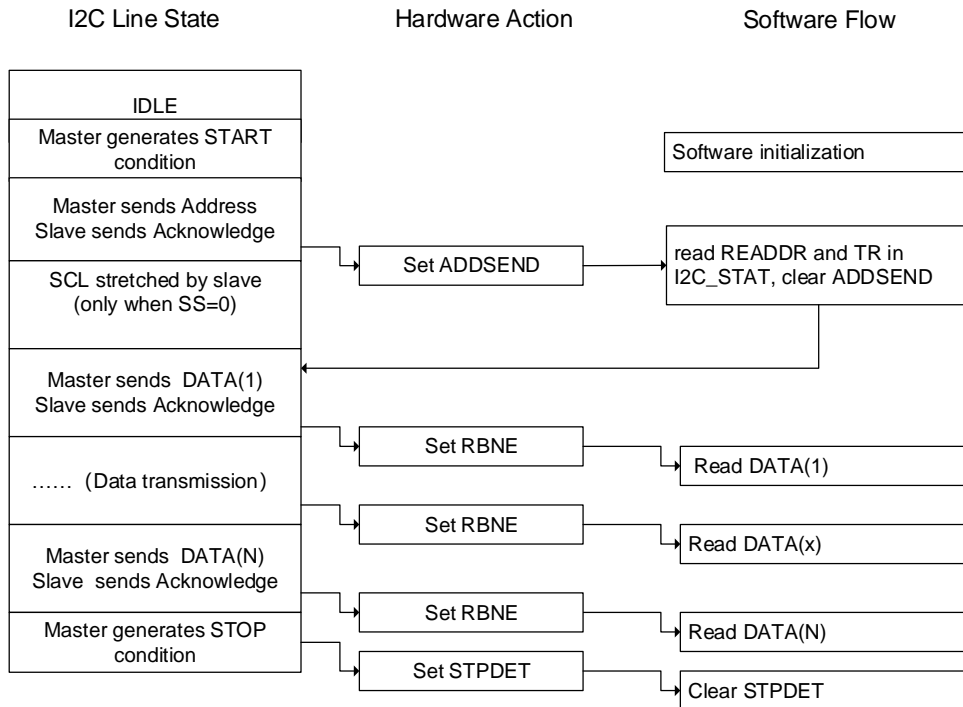 I2C Line State
Hardware Action
Software Flow
IDLE
Master generates START
condition
Software initialization
Master sends Address
Slave sends Acknowledge
Set ADDSEND
read READDR and TR in
I2C_STAT, clear ADDSEND
SCL stretched by slave
(only when SS=0)
Master sends DATA(1)
Slave sends Acknowledge
Set RBNE
Read DATA(1)
…… (Data transmission)
Set RBNE
Read DATA(x)
Master sends DATA(N)
Slave sends Acknowledge
Set RBNE
Read DATA(N)
Master generates STOP
condition
Set STPDET
Clear STPDET